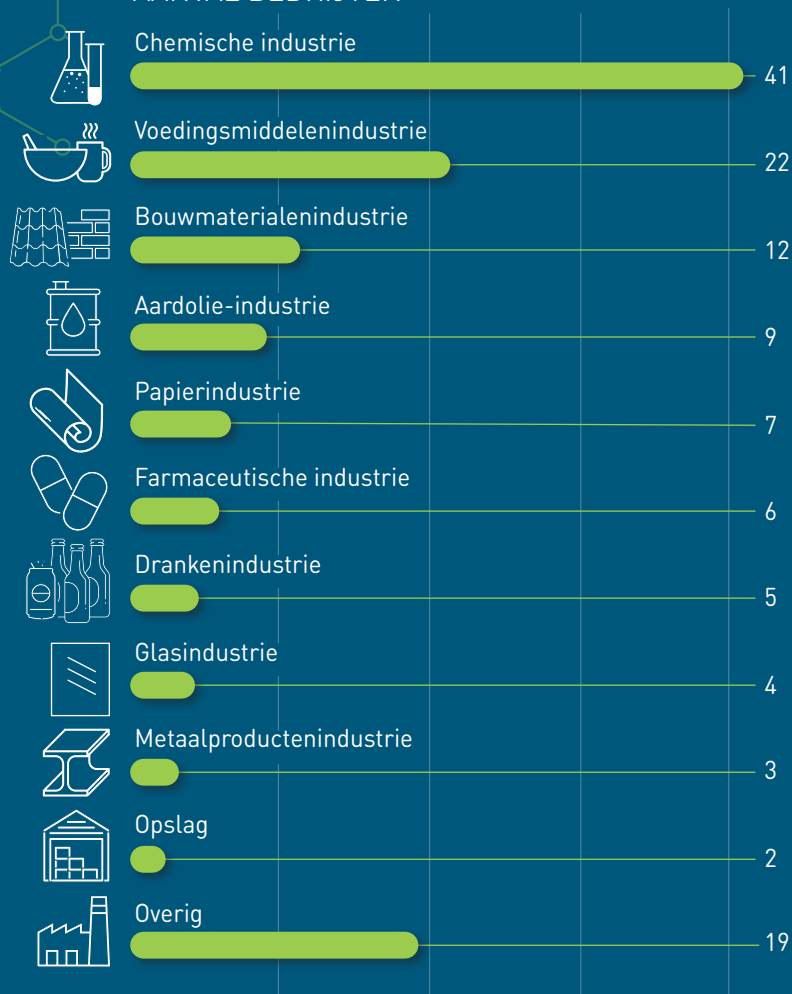 Chemische industrie
41
Voedingsmiddelenindustrie
22
Bouwmaterialenindustrie
12
Aardolie-industrie
9
Papierindustrie
7
Farmaceutische industrie
6
Drankenindustrie
5
Glasindustrie
4
Metaalproductenindustrie
3
Opslag
2
Overig
19